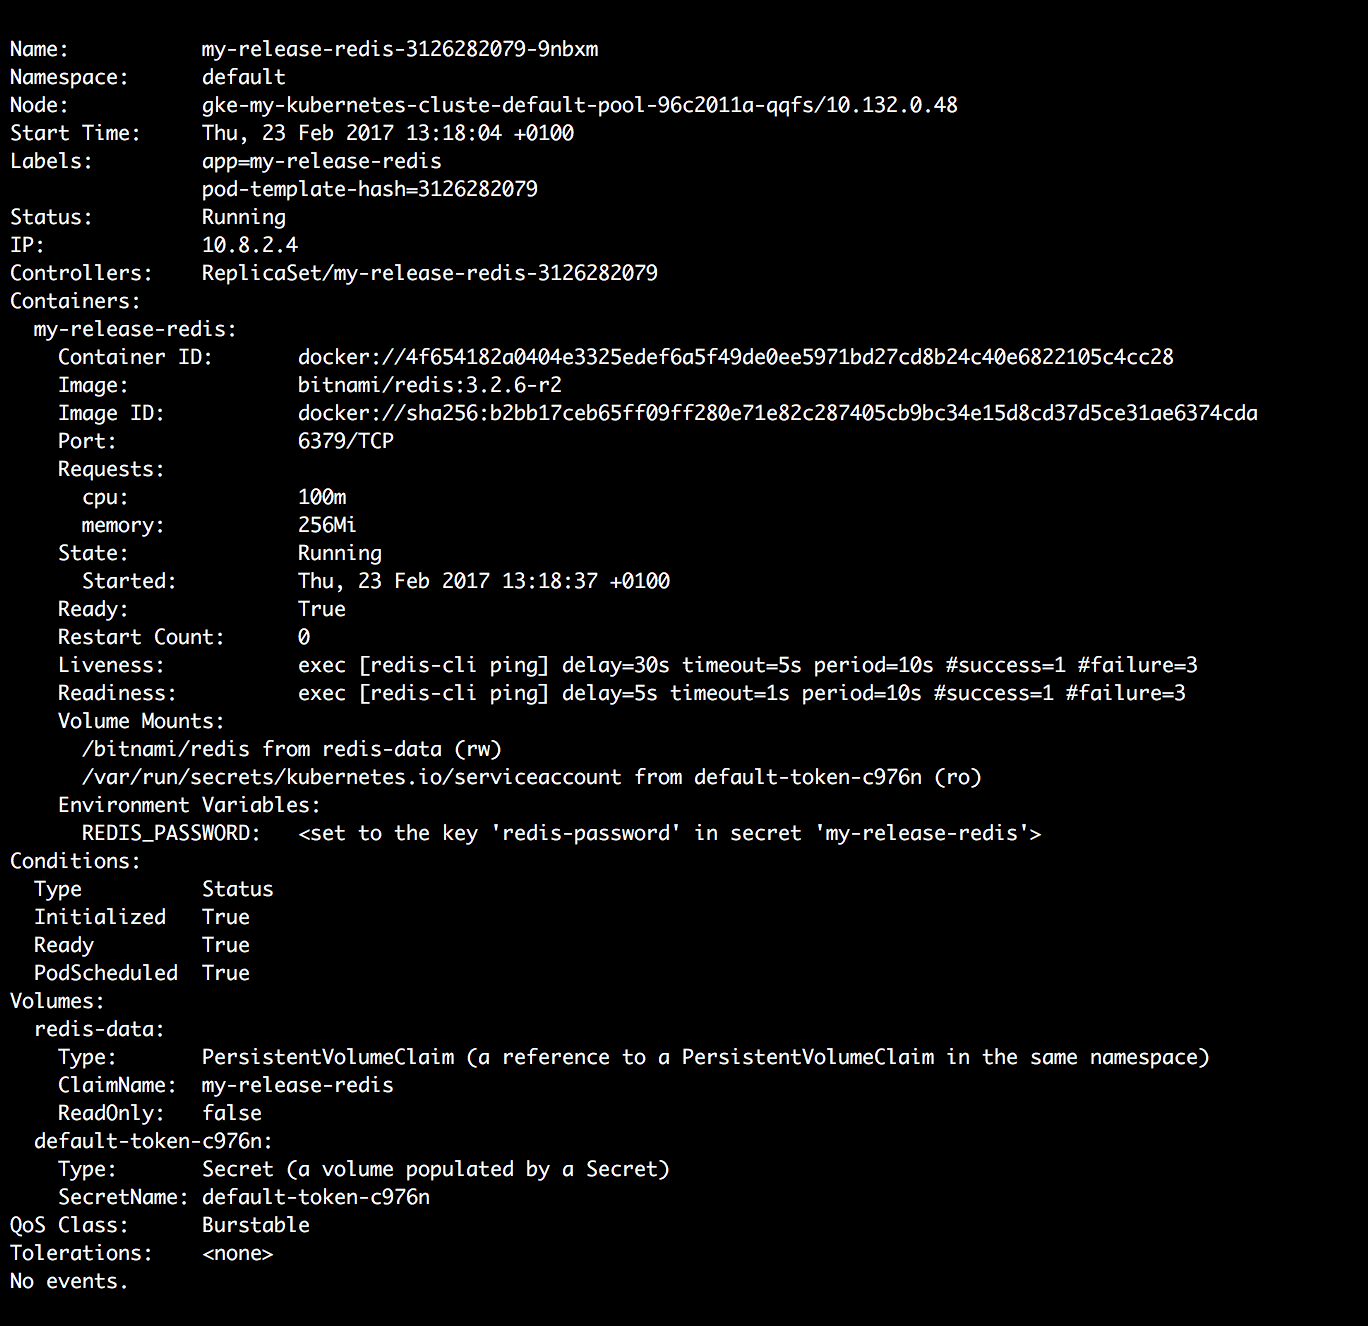 Name:           my-release-redis-3126282079-9nbxm
Namespace:      default
Node:           gke-my-kubernetes-cluste-default-pool-96c2011a-qqfs/10.132.0.48
Start Time:     Thu, 23 Feb 2017 13:18:04 +0100
Labels:         app=my-release-redis
                pod-template-hash=3126282079
Status:         Running
IP:             10.8.2.4
Controllers:    ReplicaSet/my-release-redis-3126282079
Containers:
  my-release-redis:
    Container ID:       docker://4f654182a0404e3325edef6a5f49de0ee5971bd27cd8b24c40e6822105c4cc28
    Image:              bitnami/redis:3.2.6-r2
    Image ID:           docker://sha256:b2bb17ceb65ff09ff280e71e82c287405cb9bc34e15d8cd37d5ce31ae6374cda
    Port:               6379/TCP
    Requests:
      cpu:              100m
      memory:           256Mi
    State:              Running
      Started:          Thu, 23 Feb 2017 13:18:37 +0100
    Ready:              True
    Restart Count:      0
    Liveness:           exec [redis-cli ping] delay=30s timeout=5s period=10s #success=1 #failure=3
    Readiness:          exec [redis-cli ping] delay=5s timeout=1s period=10s #success=1 #failure=3
    Volume Mounts:
      /bitnami/redis from redis-data (rw)
      /var/run/secrets/kubernetes.io/serviceaccount from default-token-c976n (ro)
    Environment Variables:
      REDIS_PASSWORD:   <set to the key 'redis-password' in secret 'my-release-redis'>
Conditions:
  Type          Status
  Initialized   True
  Ready         True
  PodScheduled  True
Volumes:
  redis-data:
    Type:       PersistentVolumeClaim (a reference to a PersistentVolumeClaim in the same namespace)
    ClaimName:  my-release-redis
    ReadOnly:   false
  default-token-c976n:
    Type:       Secret (a volume populated by a Secret)
    SecretName: default-token-c976n
QoS Class:      Burstable
Tolerations:    <none>
No events.